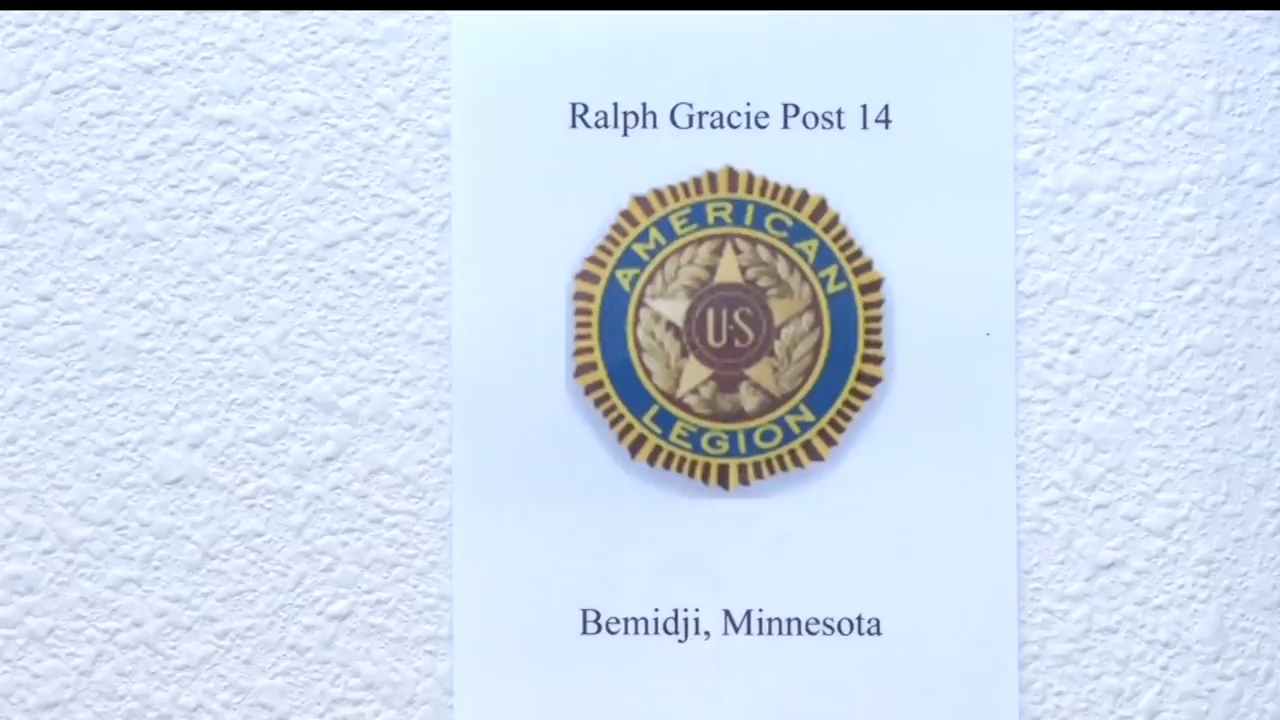 Ralph Gracie Post 14
AMERICAN
U·S
LEGION
Bemidji, Minnesota